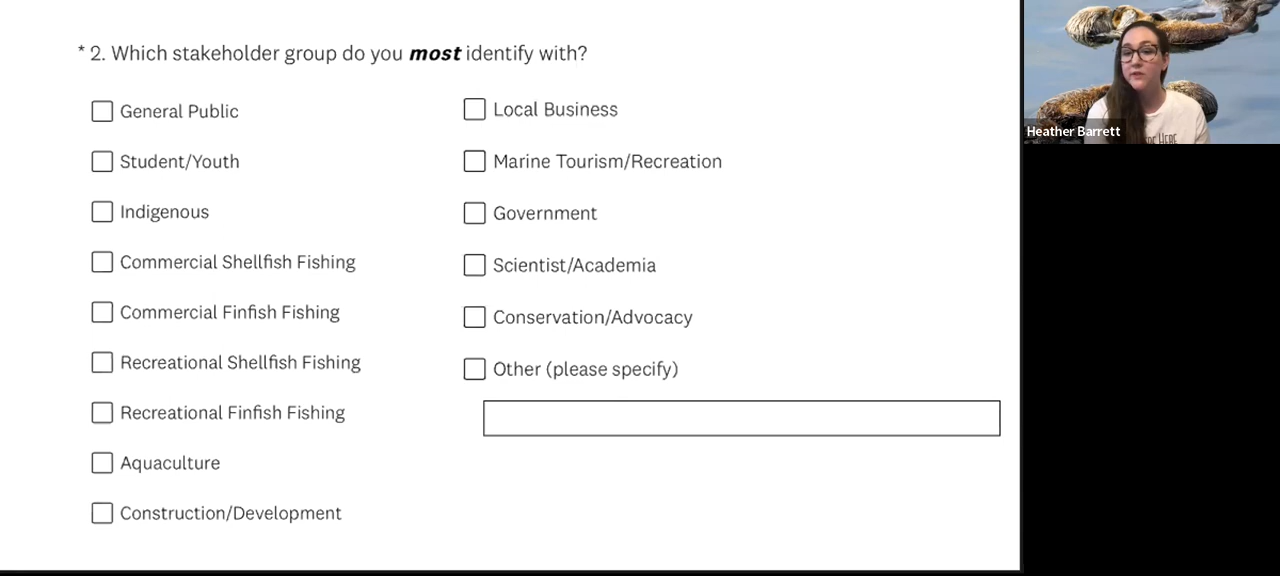 * 2. Which stakeholder group do you most identify with?
General Public
Student/Youth
Indigenous
Commercial Shellfish Fishing
Commercial Finfish Fishing
Recreational Shellfish Fishing
Recreational Finfish Fishing
Aquaculture
Construction/Development
Local Business
Marine Tourism/Recreation
Government
Scientist/Academia
Conservation/Advocacy
Other (please specify)
Heather Barrett
HERE